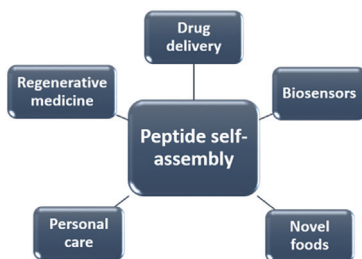 Drug
delivery
Regenerative
medicine
Biosensors
Peptide self-
assembly
Personal
care
Novel
foods